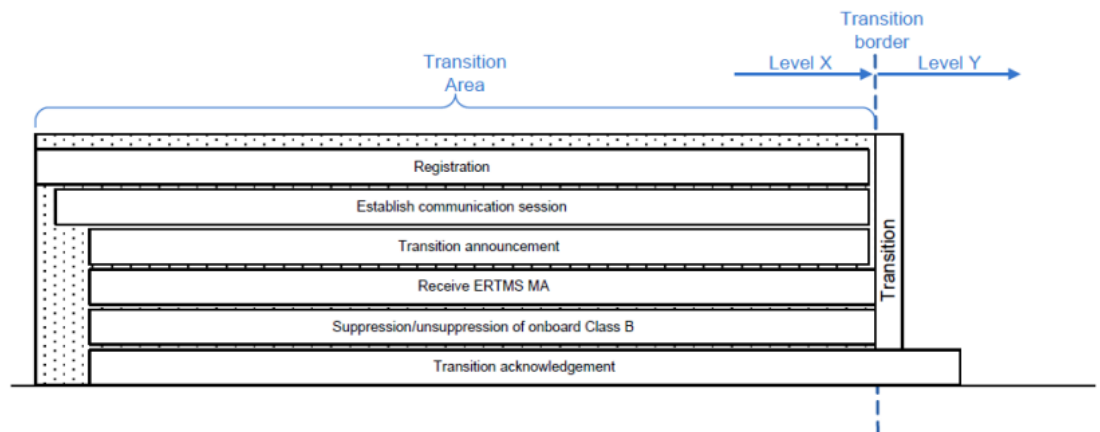 Transition
border
Transition
Area
Level X
Level Y
Registration
Establish communication session
Transition announcement
Receive ERTMS MA
Suppression/unsuppression of onboard Class B
Transition acknowledgement
Transition